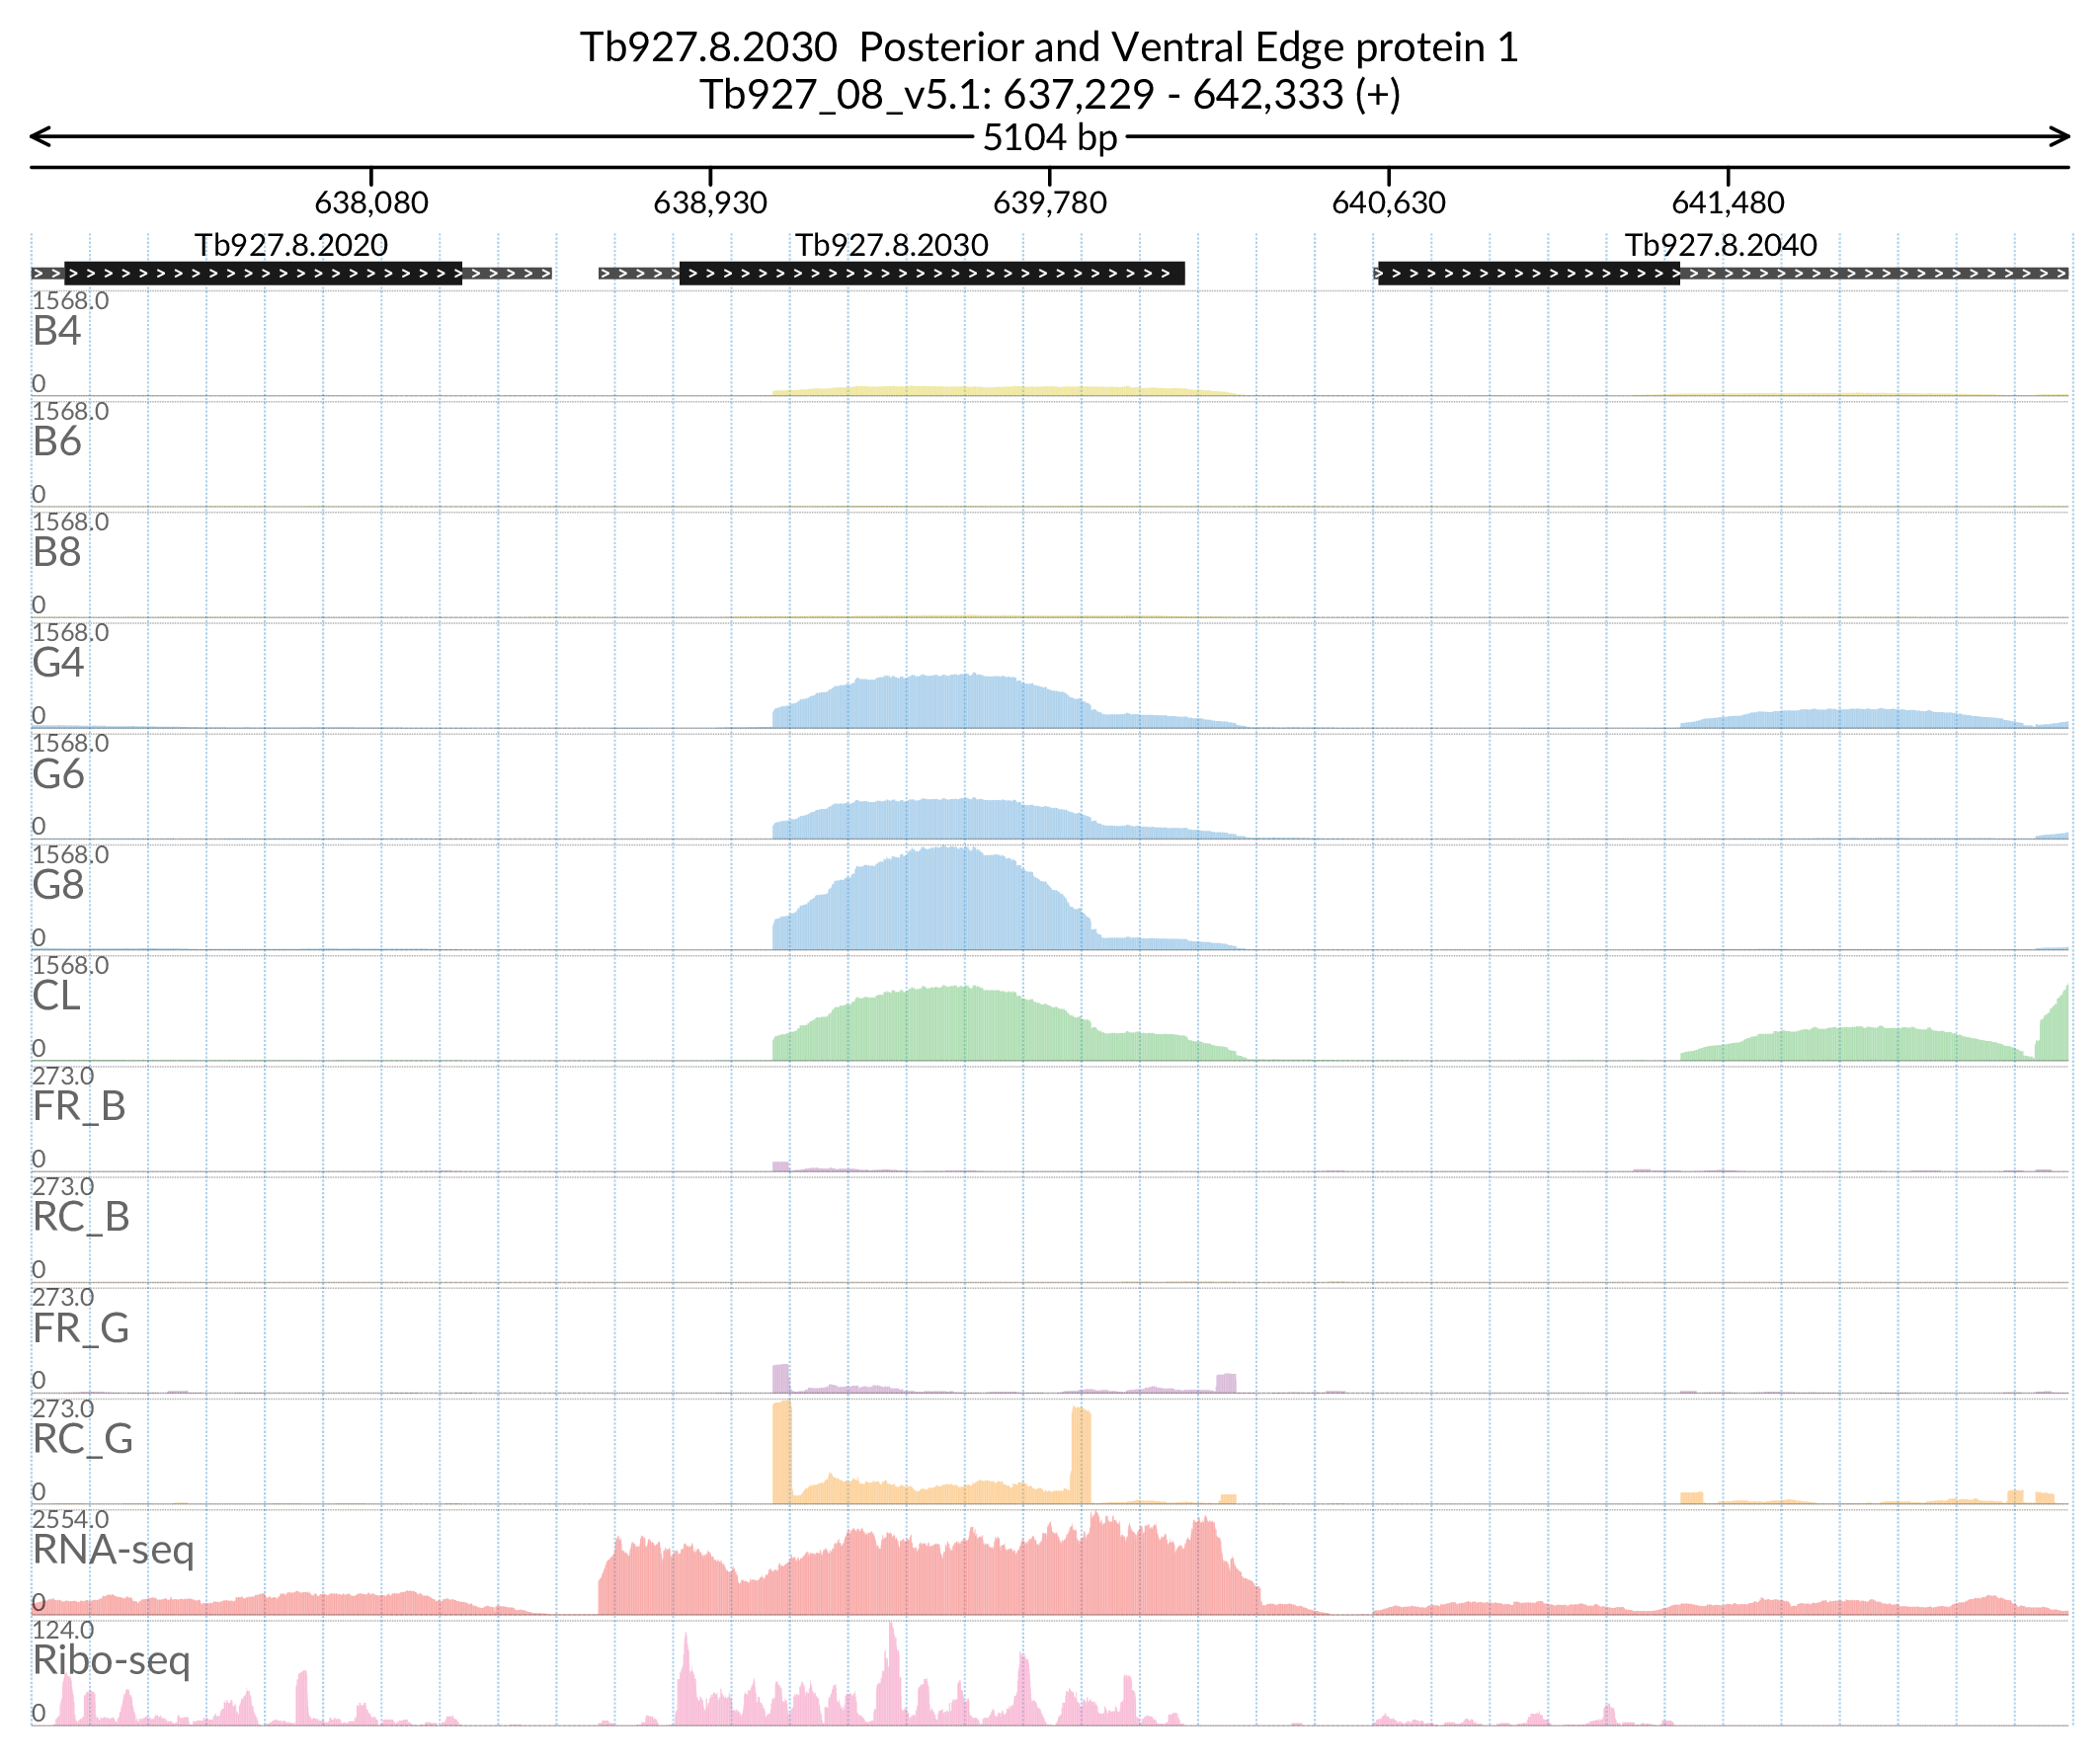 Tb927.8.2030 Posterior and Ventral Edge protein 1
Tb927_08_v5.1: 637,229 - 642,333 (+)
5104 bp
638,080 638,930 639,780 640,630 641,480
Tb927.8.2020 Tb927.8.2030 Tb927.8.2040
1568.0
B4
0
1568.0
B6
0
1568.0
B8
0
1568.0
G4
0
1568.0
G6
0
1568.0
G8
0
1568.0
CL
0
273.0
FR_B
0
273.0
RC_B
0
273.0
FR_G
0
273.0
RC_G
0
2554.0
RNA-seq
0
124.0
Ribo-seq
0